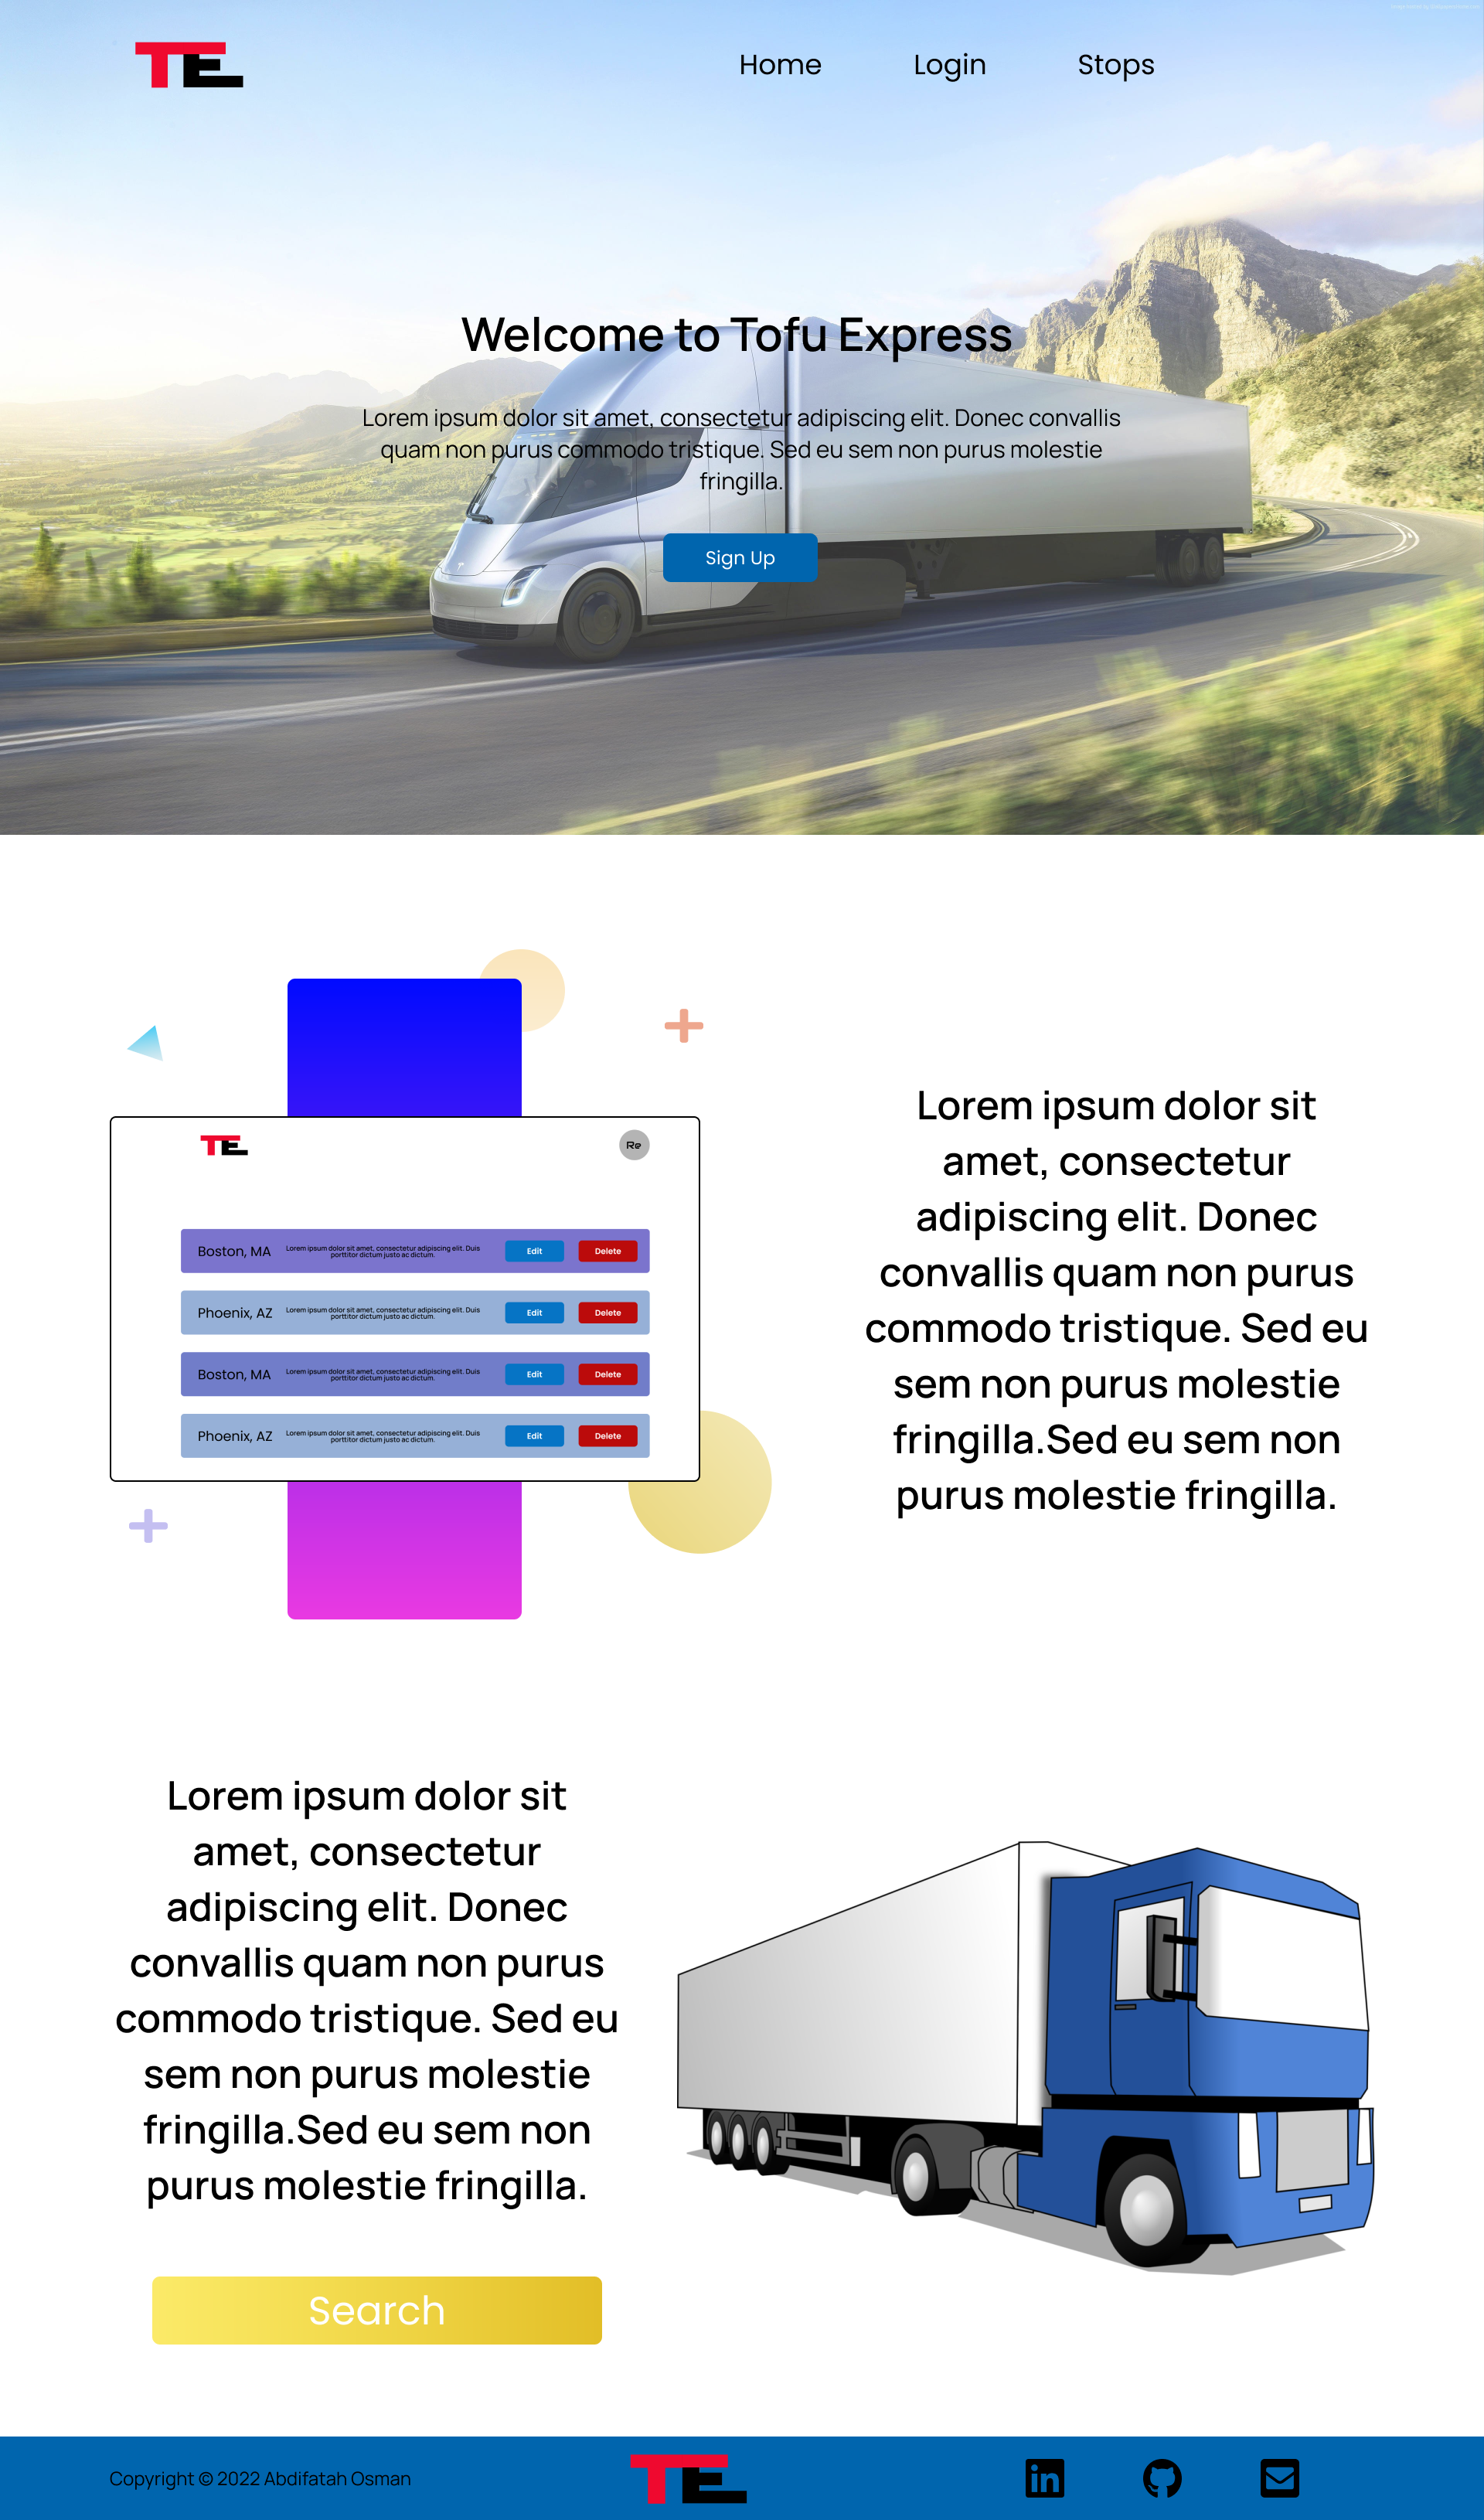 TE
Home Login Stops
Welcome to Tofu Express
Lorem ipsum dolor sit amet, consectetur adipiscing elit. Donec convallis
quam non purus commodo tristique. Sed eu sem non purus molestie
fringilla.
Sign Up
TE
Re
Boston, MA Lorem ipsum dolor sit amet, consectetur adipiscing elit. Duis
porttitor dictum justo ac dictum. Edit Delete
Phoenix, AZ Lorem ipsum dolor sit amet, consectetur adipiscing elit. Duis
porttitor dictum justo ac dictum. Edit Delete
Boston, MA Lorem ipsum dolor sit amet, consectetur adipiscing elit. Duis
porttitor dictum justo ac dictum. Edit Delete
Phoenix, AZ Lorem ipsum dolor sit amet, consectetur adipiscing elit. Duis
porttitor dictum justo ac dictum. Edit Delete
Lorem ipsum dolor sit
amet, consectetur
adipiscing elit. Donec
convallis quam non purus
commodo tristique. Sed eu
sem non purus molestie
fringilla.Sed eu sem non
purus molestie fringilla.
Lorem ipsum dolor sit
amet, consectetur
adipiscing elit. Donec
convallis quam non purus
commodo tristique. Sed eu
sem non purus molestie
fringilla.Sed eu sem non
purus molestie fringilla.
Search
Copyright © 2022 Abdifatah Osman
TE
in